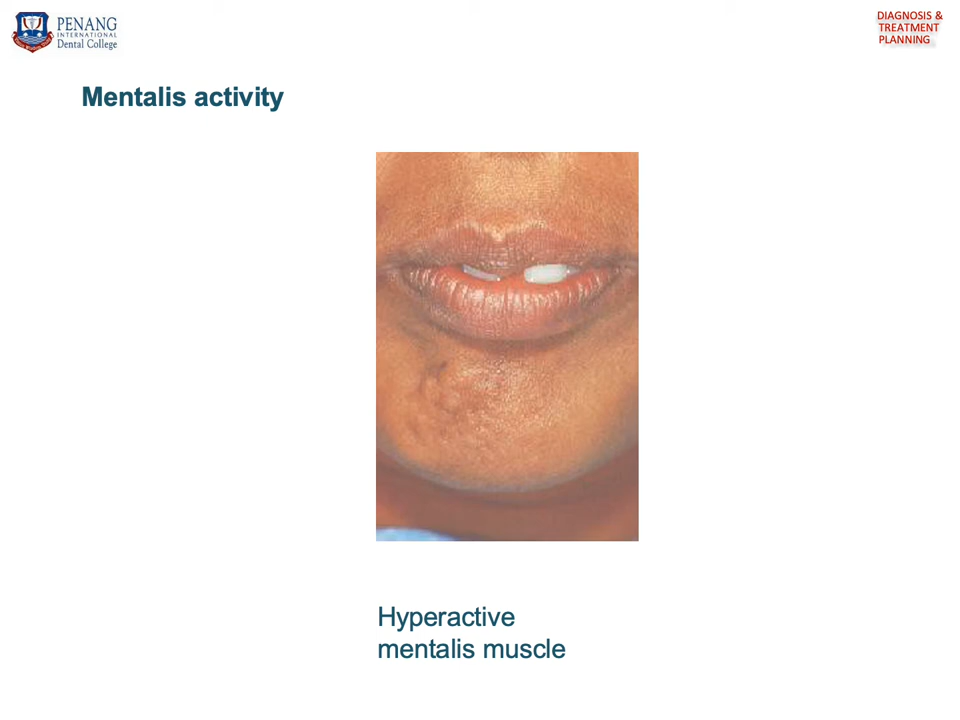 PENANG
INTERNATIONAL
Dental College
DIAGNOSIS &
TREATMENT
PLANNING
Mentalis activity
Hyperactive
mentalis muscle